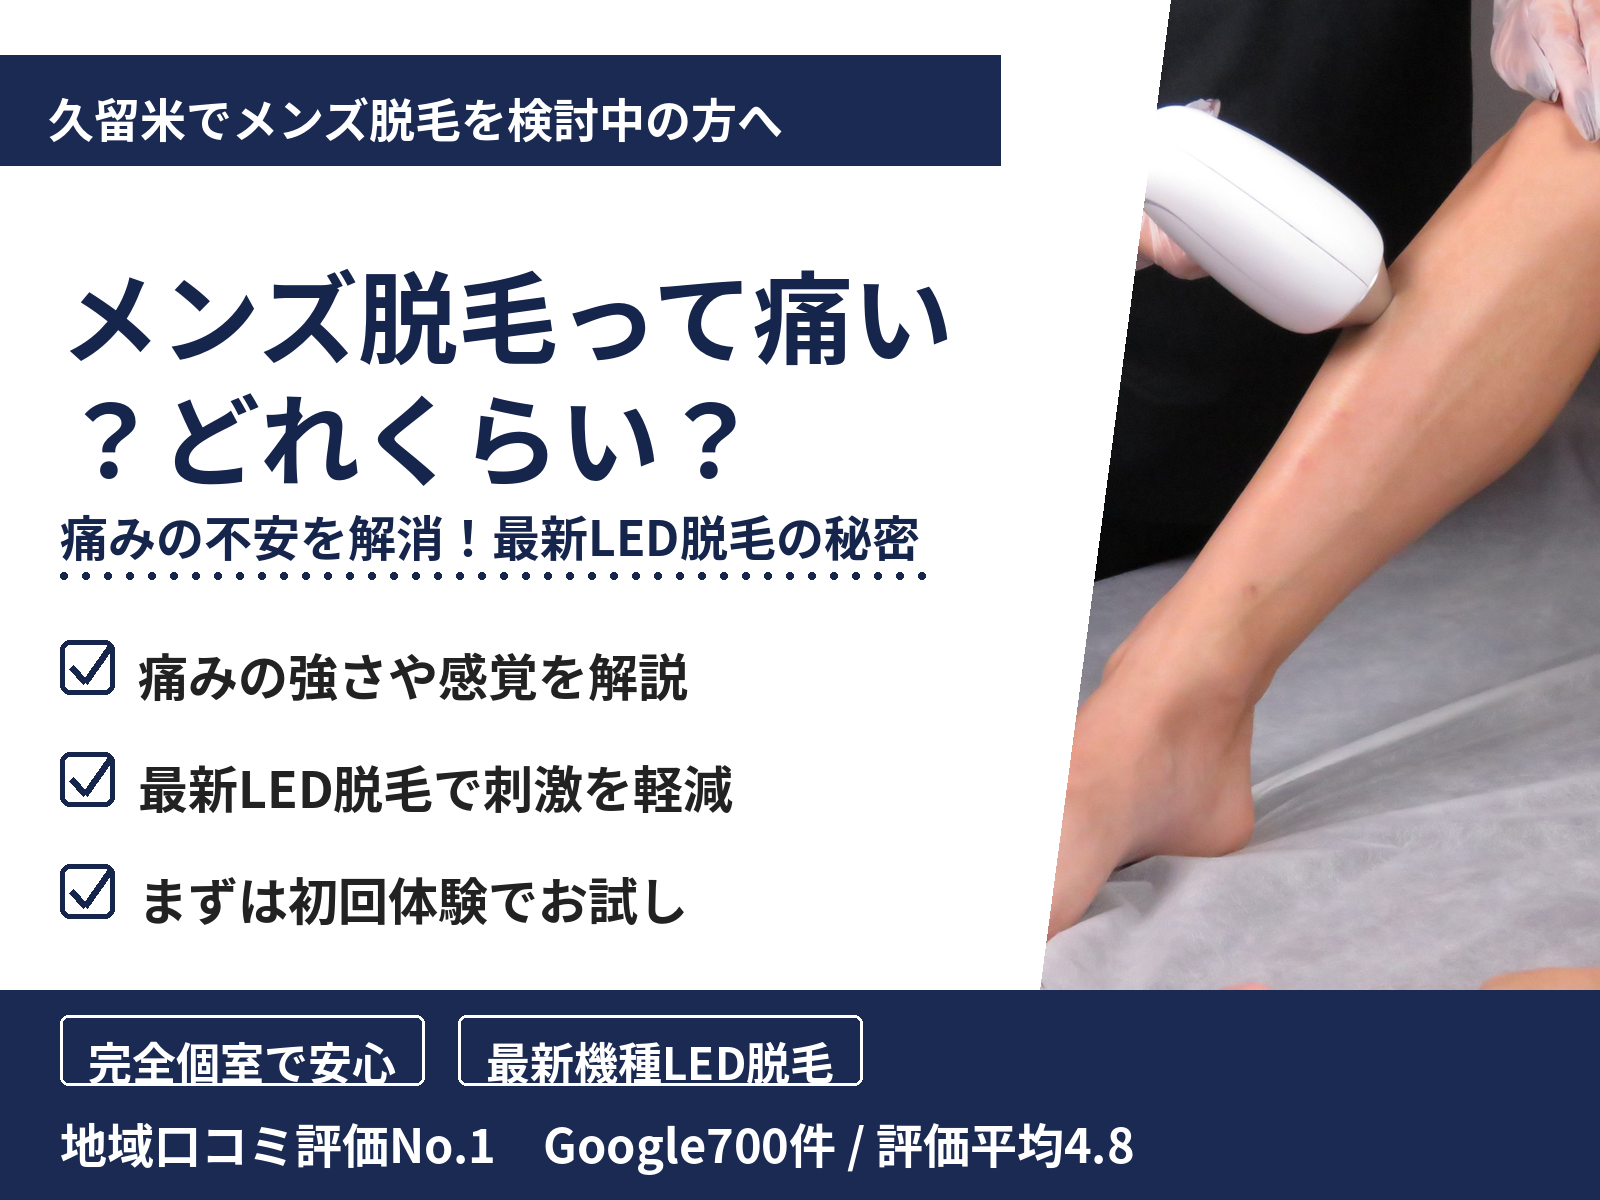 久留米でメンズ脱毛を検討中の方へ
メンズ脱毛って痛い
？どれくらい？
痛みの不安を解消！最新LED脱毛の秘密
痛みの強さや感覚を解説
最新LED脱毛で刺激を軽減
まずは初回体験でお試し
完全個室で安心 最新機種LED脱毛
地域口コミ評価No.1　Google700件 / 評価平均4.8